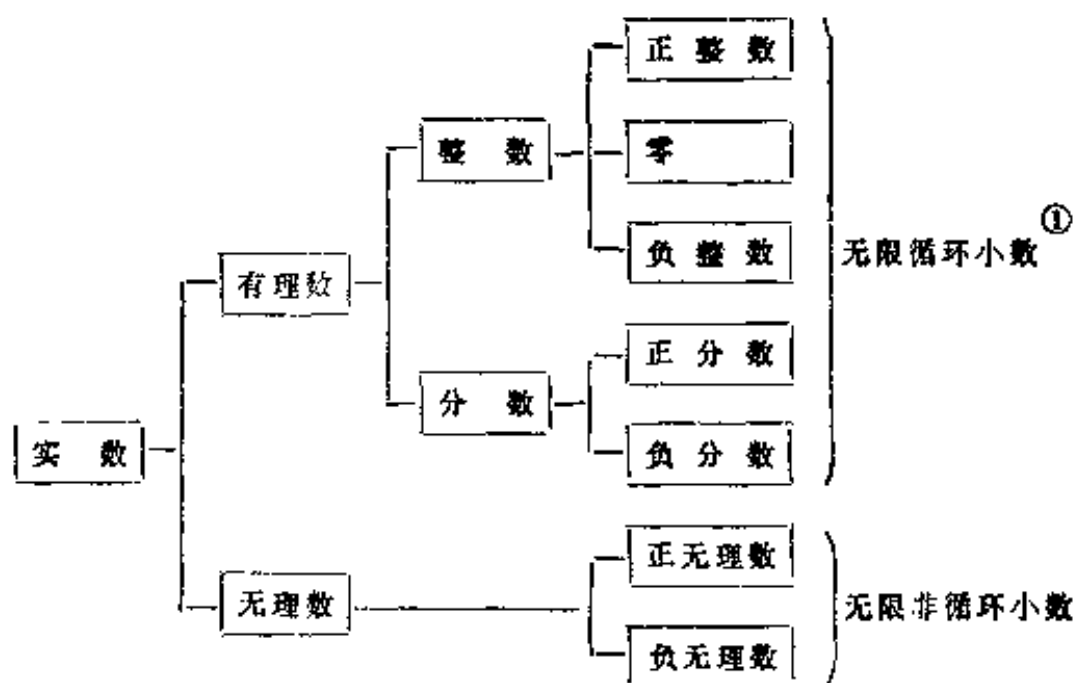 正整数
整数
零
①
负整数
无限循环小数
有理数
正分数
分数
实数
负分数
正无理数
无理数
无限非循环小数
负无理数